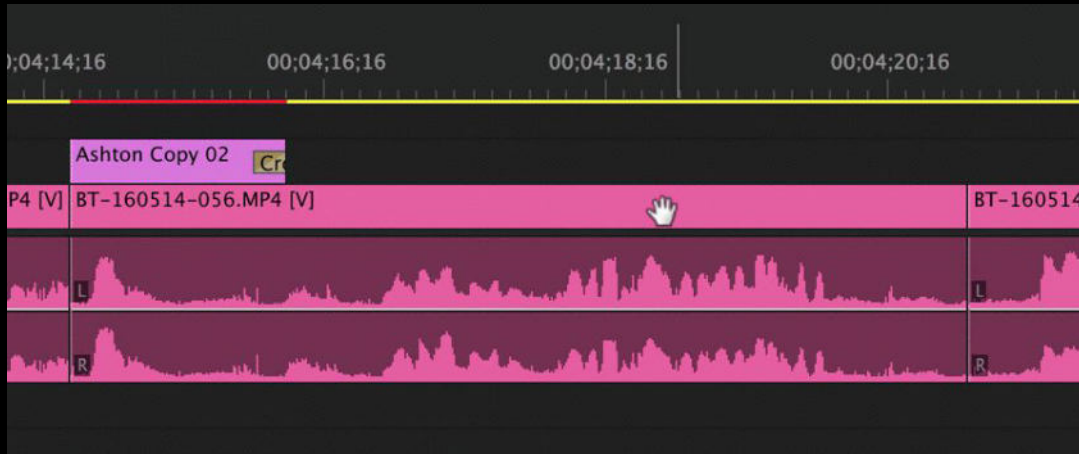 ;04;14;16 00;04;16;16 00;04;18;16 00;04;20;16
Ashton Copy 02 Cr
P4 [V] BT-160514-056.MP4 [V] BT-160514
L L
R R